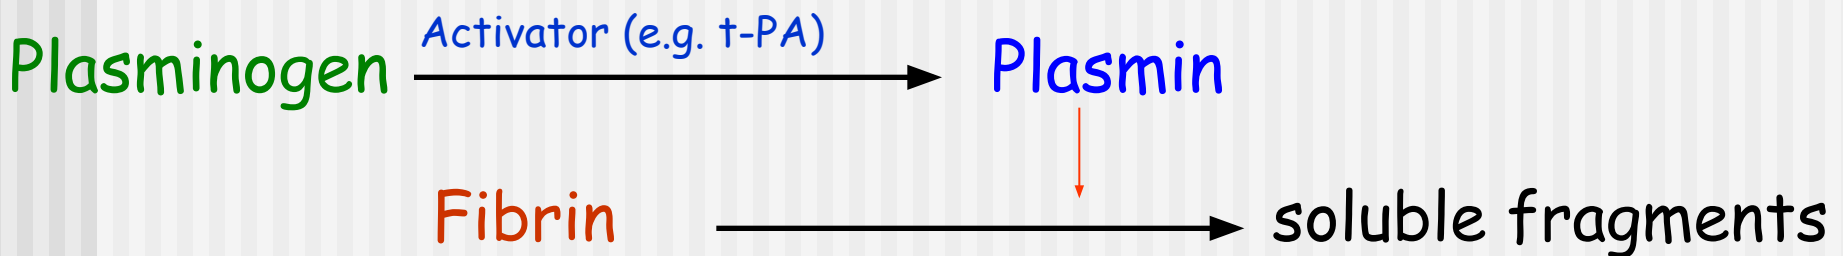 Activator (e.g. t-PA)
Plasminogen Plasmin
Fibrin soluble fragments